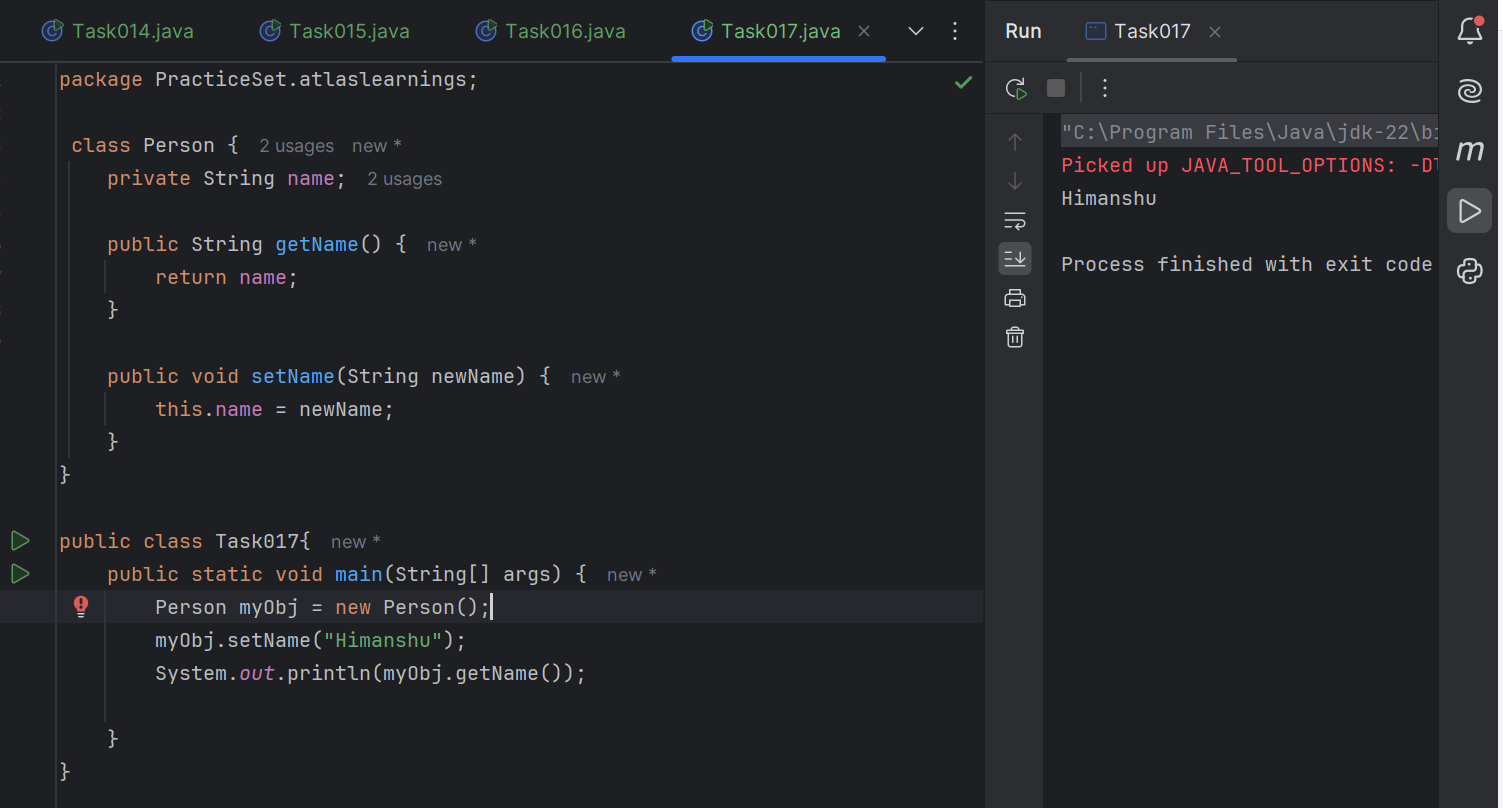 Task014.java Task015.java Task016.java Task017.java
Run Task017
package PracticeSet.atlaslearnings;
class Person { 2 usages new *
private String name; 2 usages
public String getName() { new *
return name;
}
public void setName(String newName) { new *
this.name = newName;
}
}
public class Task017{ new *
public static void main(String[] args) { new *
Person myObj = new Person();
myObj.setName("Himanshu");
System.out.println(myObj.getName());
}
}
"C:\Program Files\Java\jdk-22\bi
Picked up JAVA_TOOL_OPTIONS: -D
Himanshu
Process finished with exit code
m